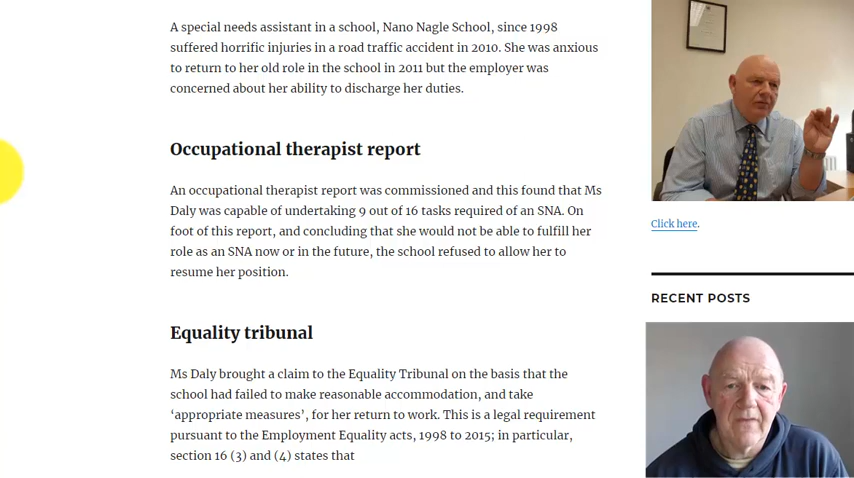 A special needs assistant in a school, Nano Nagle School, since 1998
suffered horrific injuries in a road traffic accident in 2010. She was anxious
to return to her old role in the school in 2011 but the employer was
concerned about her ability to discharge her duties.
Occupational therapist report
An occupational therapist report was commissioned and this found that Ms
Daly was capable of undertaking 9 out of 16 tasks required of an SNA. On
foot of this report, and concluding that she would not be able to fulfill her
role as an SNA now or in the future, the school refused to allow her to
resume her position.
Equality tribunal
Ms Daly brought a claim to the Equality Tribunal on the basis that the
school had failed to make reasonable accommodation, and take
‘appropriate measures’, for her return to work. This is a legal requirement
pursuant to the Employment Equality acts, 1998 to 2015; in particular,
section 16 (3) and (4) states that
Click here.
RECENT POSTS